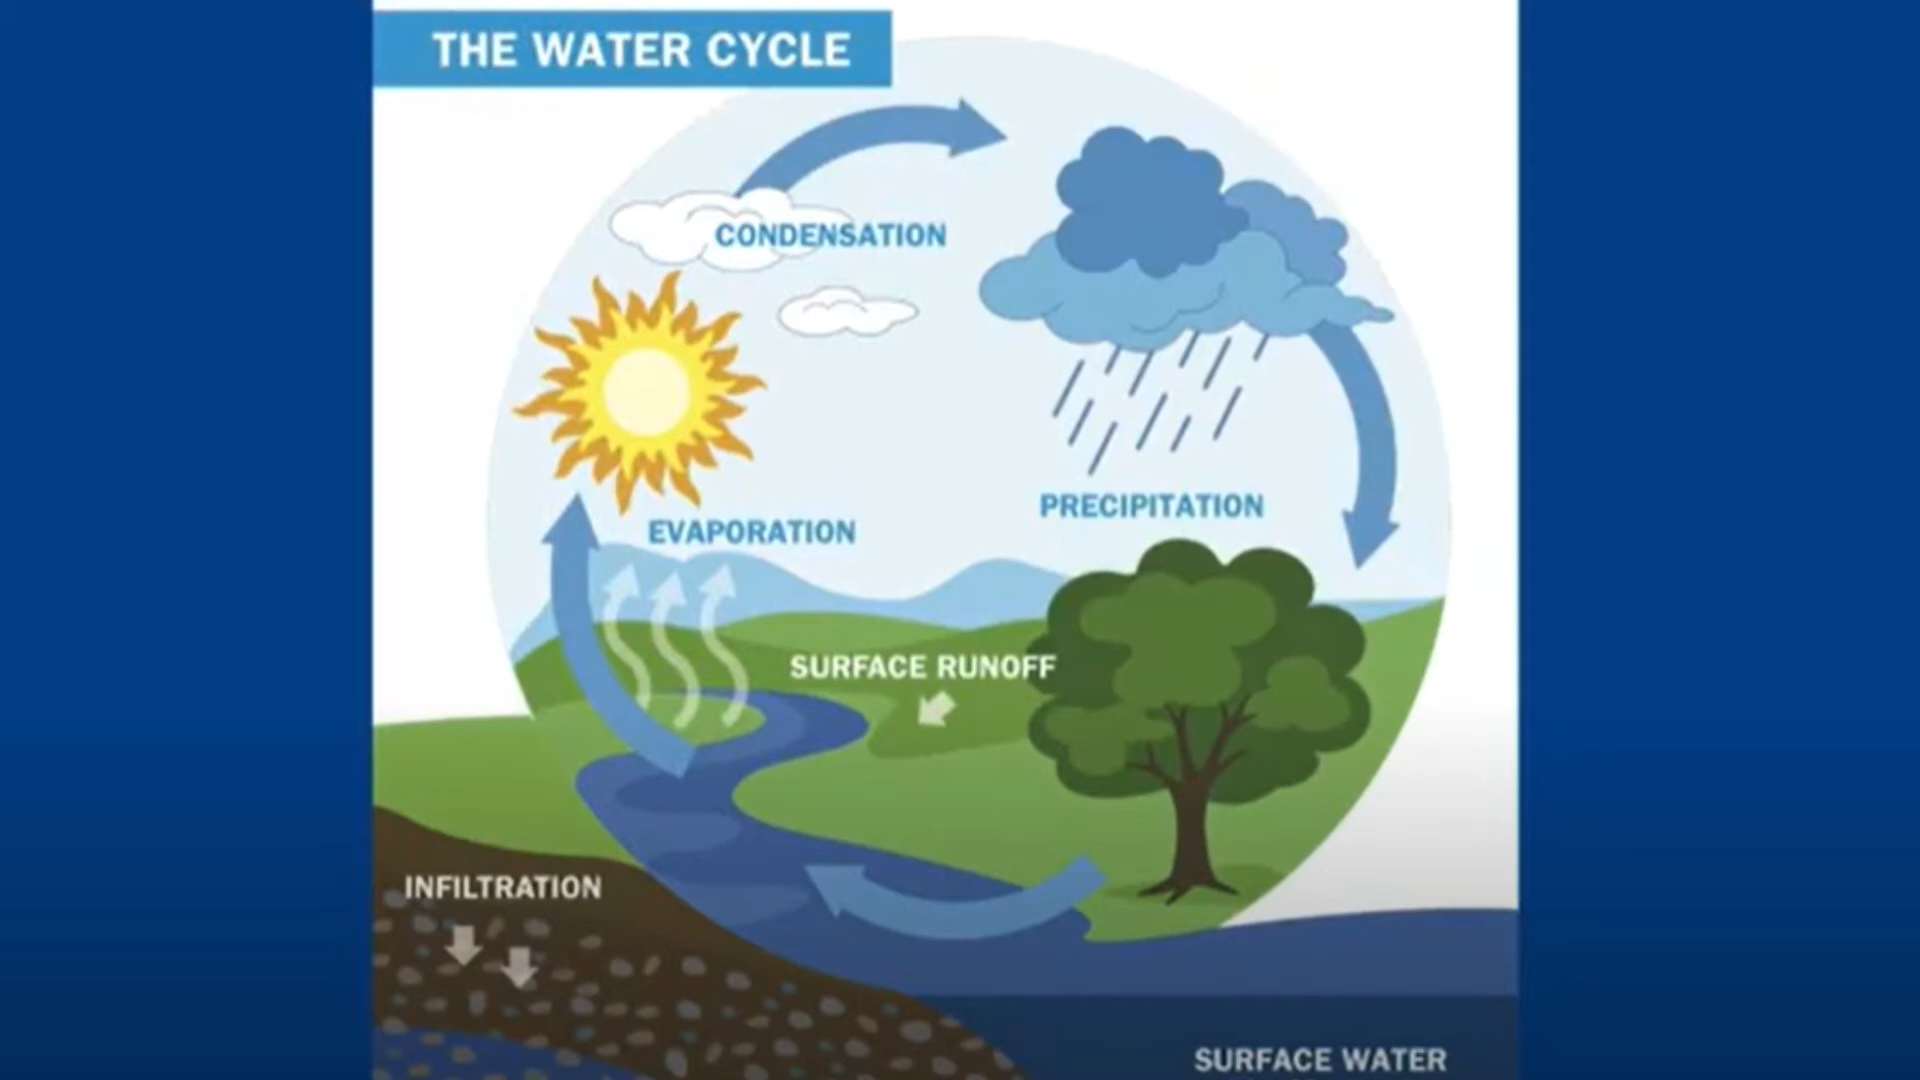 THE WATER CYCLE
CONDENSATION
EVAPORATION
PRECIPITATION
SURFACE RUNOFF
INFILTRATION
SURFACE WATER